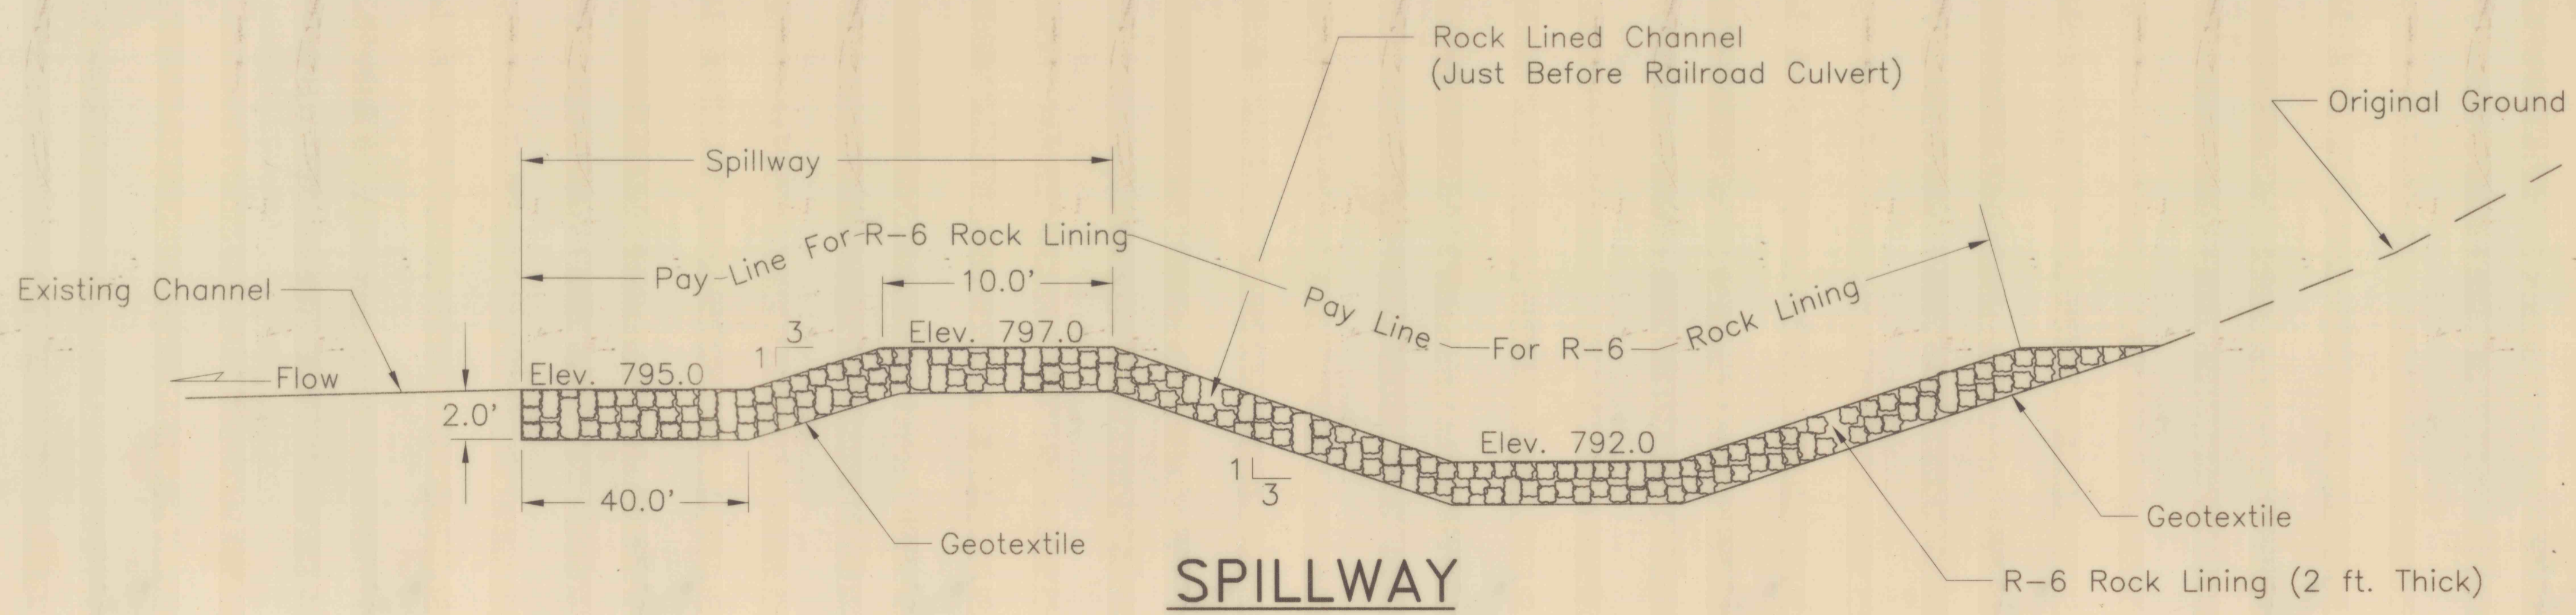 Rock Lined Channel
(Just Before Railroad Culvert)
Original Ground
Spillway
Pay-Line For R-6 Rock Lining
Existing Channel
10.0'
Pay Line For R-6 Rock Lining
Elev. 797.0
3
1
Flow
Elev. 795.0
2.0'
Elev. 792.0
1
3
40.0'
Geotextile
Geotextile
R-6 Rock Lining (2 ft. Thick)
SPILLWAY